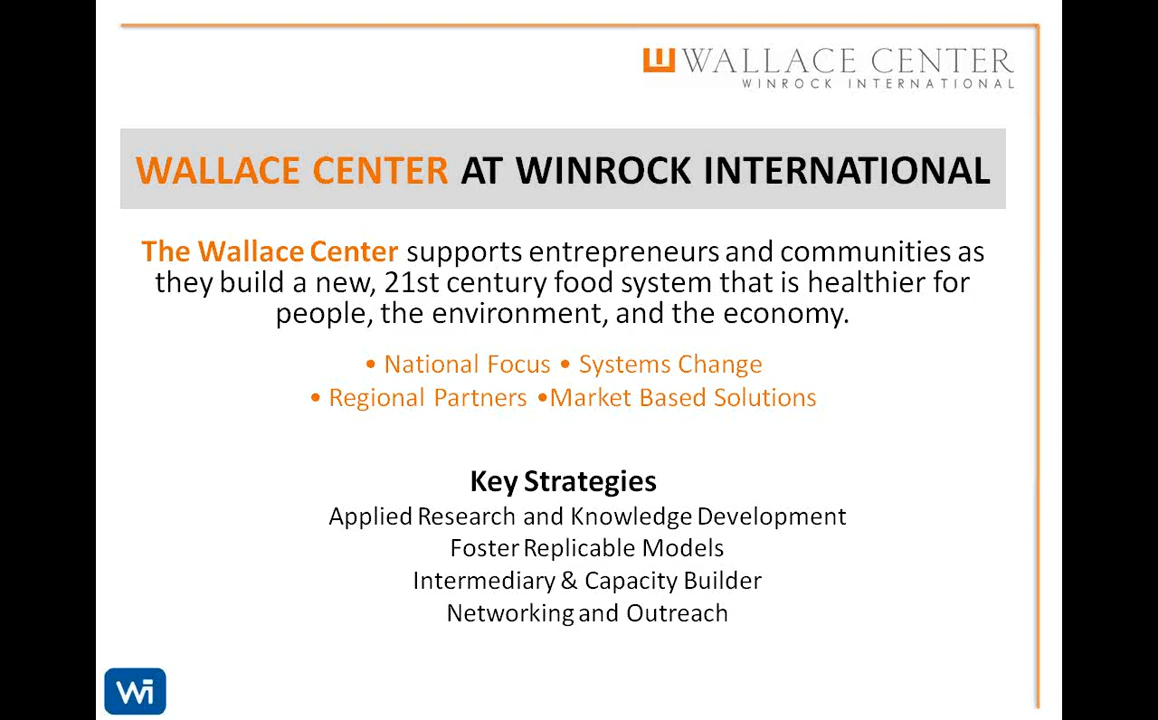 WALLACE CENTER
WINROCK INTERNATIONAL
WALLACE CENTER AT WINROCK INTERNATIONAL
The Wallace Center supports entrepreneurs and communities as
they build a new, 21st century food system that is healthier for
people, the environment, and the economy.
• National Focus • Systems Change
• Regional Partners •Market Based Solutions
Key Strategies
Applied Research and Knowledge Development
Foster Replicable Models
Intermediary & Capacity Builder
Networking and Outreach
Wi